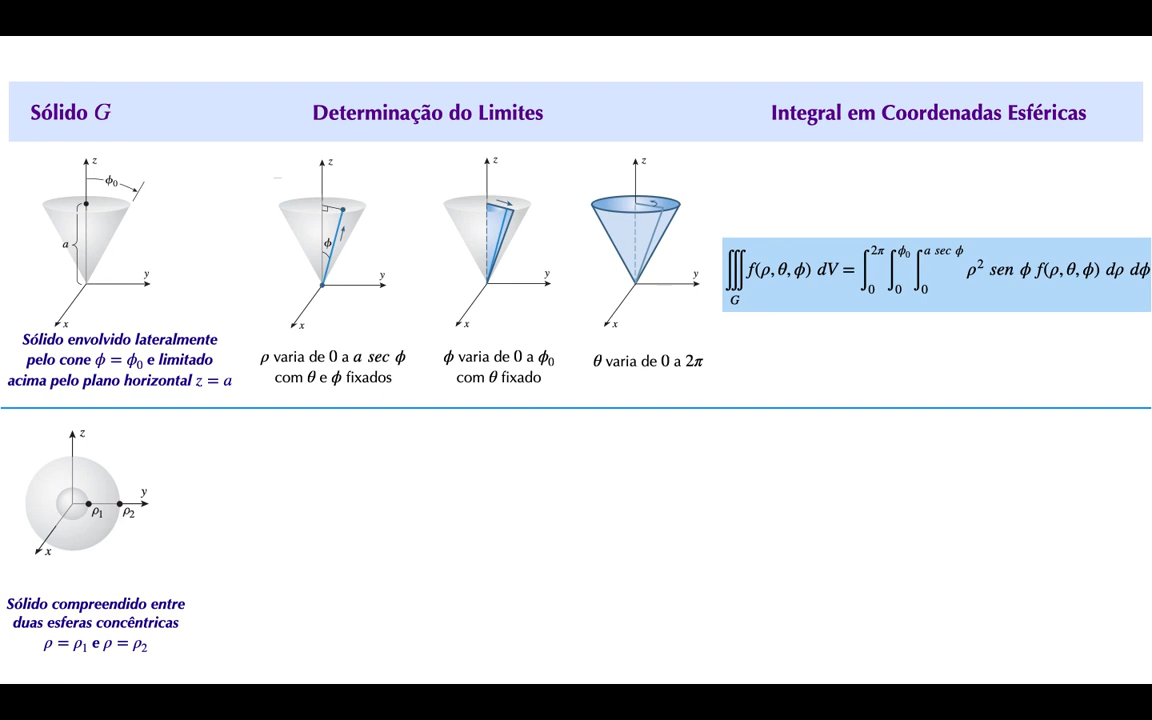 Sólido G
Determinação do Limites
Integral em Coordenadas Esféricas
z
ϕ₀
a
y
x
z
ϕ
y
x
z
y
x
z
y
x
∭_G f(ρ, θ, ϕ) dV = ∫₀^{2π} ∫₀^{ϕ₀} ∫₀^{a sec ϕ} ρ² sen ϕ f(ρ, θ, ϕ) dρ dϕ
Sólido envolvido lateralmente
pelo cone ϕ = ϕ₀ e limitado
acima pelo plano horizontal z = a
ρ varia de 0 a a sec ϕ
com θ e ϕ fixados
ϕ varia de 0 a ϕ₀
com θ fixado
θ varia de 0 a 2π
z
y
ρ₁
ρ₂
x
Sólido compreendido entre
duas esferas concêntricas
ρ = ρ₁ e ρ = ρ₂